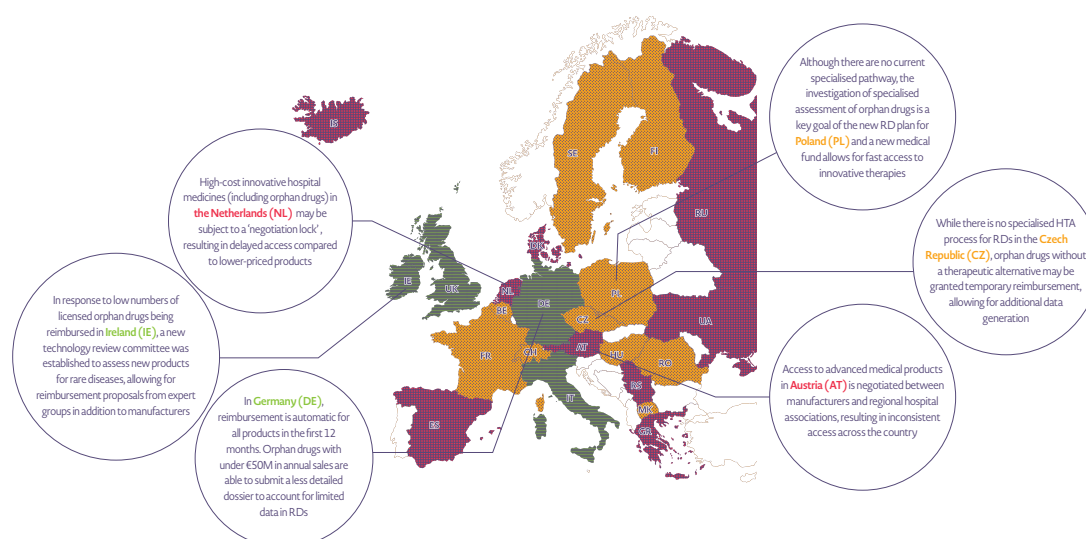 Although there are no current
specialised pathway, the
investigation of specialised
assessment of orphan drugs is a
key goal of the new RD plan for
Poland (PL) and a new medical
fund allows for fast access to
innovative therapies
IS
High-cost innovative hospital
medicines (including orphan drugs) in
the Netherlands (NL) may be
subject to a 'negotiation lock',
resulting in delayed access compared
to lower-priced products
SE
FI
RU
DK
While there is no specialised HTA
process for RDs in the Czech
Republic (CZ), orphan drugs without
a therapeutic alternative may be
granted temporary reimbursement,
allowing for additional data
generation
IE
UK
NL
DE
PL
BE
CZ
UA
In response to low numbers of
licensed orphan drugs being
reimbursed in Ireland (IE), a new
technology review committee was
established to assess new products
for rare diseases, allowing for
reimbursement proposals from expert
groups in addition to manufacturers
FR
CH
AT
HU
RO
RS
IT
MK
GR
ES
Access to advanced medical products
in Austria (AT) is negotiated between
manufacturers and regional hospital
associations, resulting in inconsistent
access across the country
In Germany (DE),
reimbursement is automatic for
all products in the first 12
months. Orphan drugs with
under €50M in annual sales are
able to submit a less detailed
dossier to account for limited
data in RDs